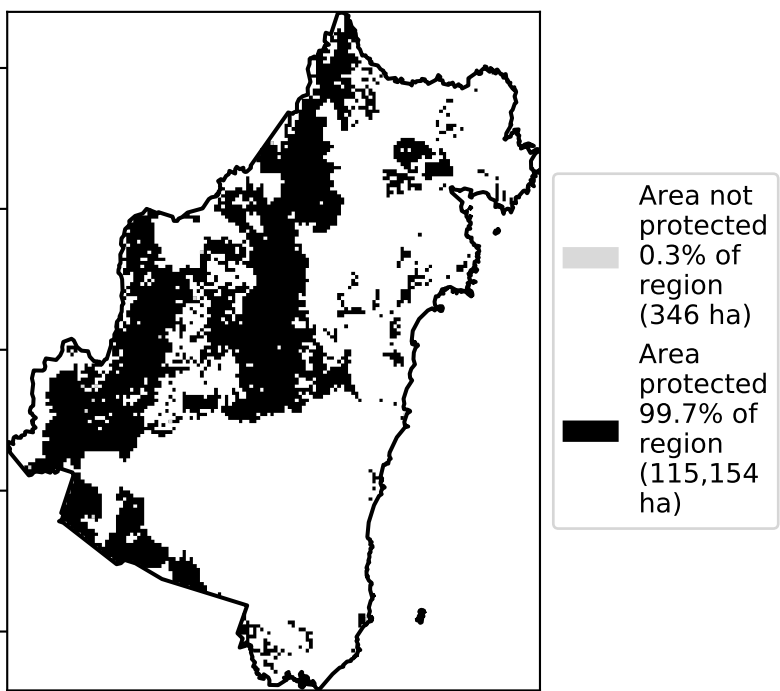 Area not
protected
0.3% of
region
(346 ha)
Area
protected
99.7% of
region
(115,154
ha)